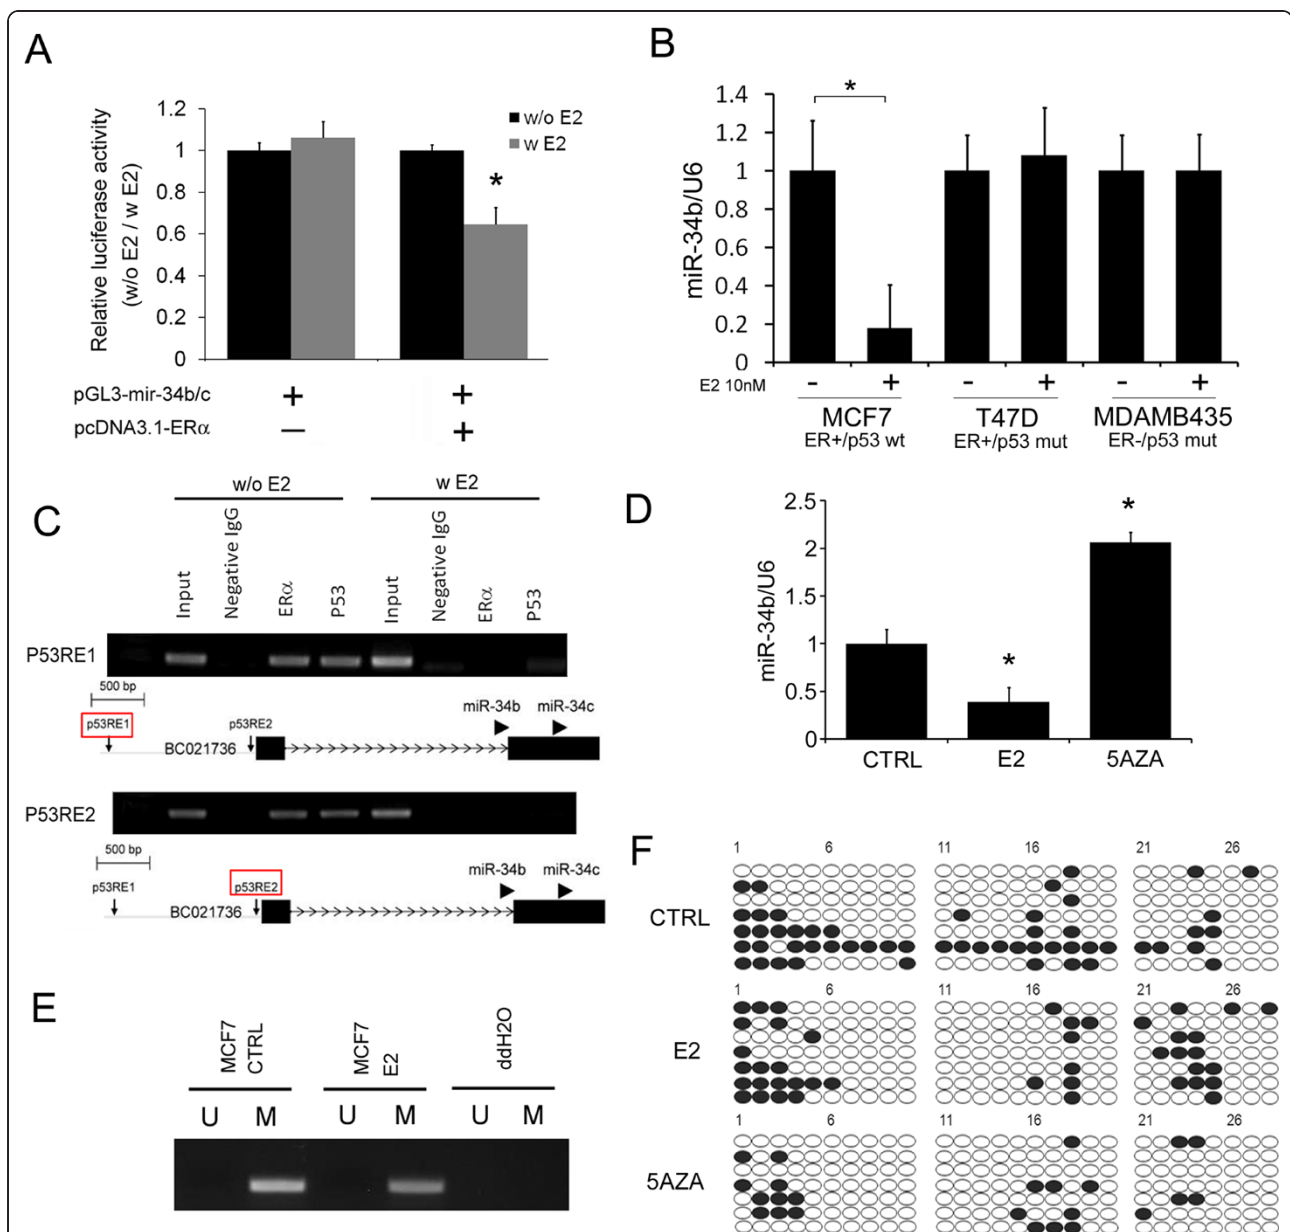 A
Relative luciferase activity
(w/o E2 / w E2)
1.2
1
0.8
0.6
0.4
0.2
0
w/o E2
w E2
*
pGL3-mir-34b/c + +
pcDNA3.1-ERα — +
B
miR-34b/U6
1.4
1.2
1
0.8
0.6
0.4
0.2
0
*
E2 10nM - + - + - +
MCF7 T47D MDAMB435
ER+/p53 wt ER+/p53 mut ER-/p53 mut
C
w/o E2 w E2
Input Negative IgG ERα P53 Input Negative IgG ERα P53
P53RE1
500 bp
p53RE1 p53RE2 miR-34b miR-34c
BC021736
P53RE2
500 bp
p53RE1 p53RE2 miR-34b miR-34c
BC021736
D
miR-34b/U6
2.5
2
1.5
1
0.5
0
* *
CTRL E2 5AZA
E
MCF7 CTRL MCF7 E2 ddH2O
U M U M U M
F
1 6 11 16 21 26
CTRL
1 6 11 16 21 26
E2
1 6 11 16 21 26
5AZA